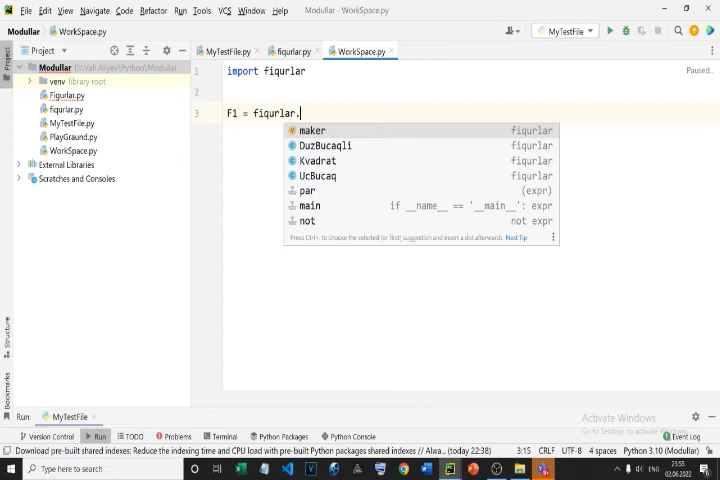 File Edit View Navigate Code Refactor Run Tools VCS Window Help Modullar - WorkSpace.py
Modullar WorkSpace.py MyTestFile
Project MyTestFile.py fiqurlar.py WorkSpace.py
Project
Modullar D:\Vali Aliyev\Python\Modullar
venv library root
Figurlar.py
fiqurlar.py
MyTestFile.py
PlayGraund.py
WorkSpace.py
External Libraries
Scratches and Consoles
1 import fiqurlar
Paused...
2
3 F1 = fiqurlar.
maker fiqurlar
DuzBucaqli fiqurlar
Kvadrat fiqurlar
UcBucaq fiqurlar
par (expr)
main if __name__ == '__main__': expr
not not expr
Press Ctrl+. to choose the selected (or first) suggestion and insert a dot afterwards Next Tip
Structure
Bookmarks
Activate Windows
Go to Settings to activate Windows.
Run: MyTestFile
Version Control Run TODO Problems Terminal Python Packages Python Console Event Log
Download pre-built shared indexes: Reduce the indexing time and CPU load with pre-built Python packages shared indexes // Alwa... (today 22:38) 3:15 CRLF UTF-8 4 spaces Python 3.10 (Modullar)
Type here to search
ENG
23:55
02.06.2022